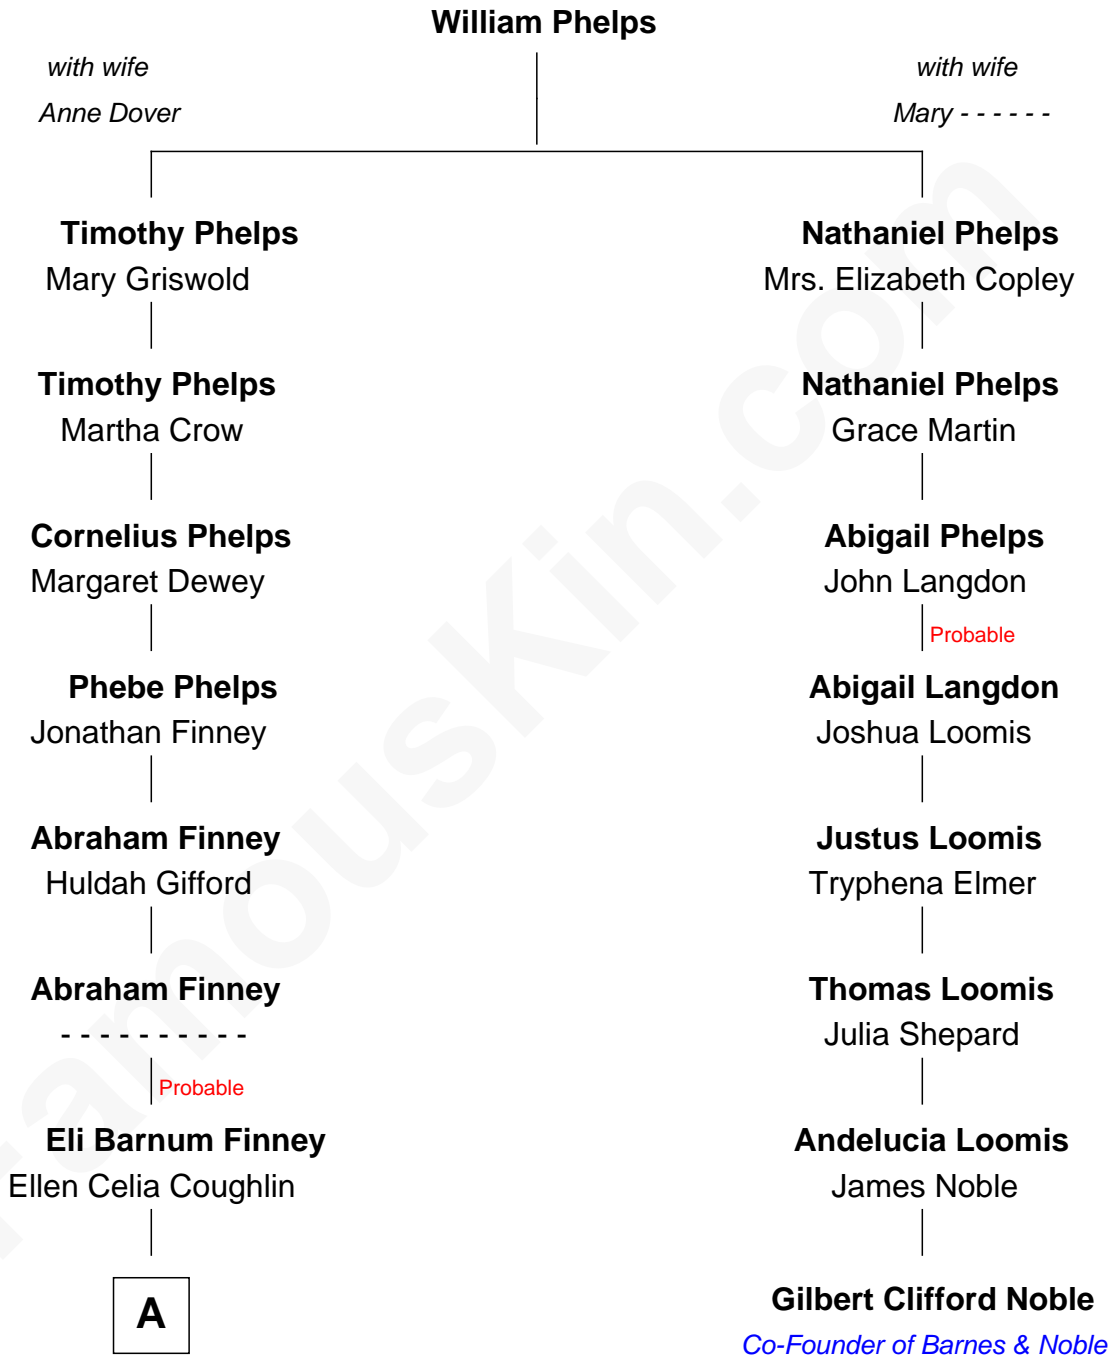 William Phelps
with wife
Anne Dover
with wife
Mary - - - - - -
Timothy Phelps
Mary Griswold
Nathaniel Phelps
Mrs. Elizabeth Copley
Timothy Phelps
Martha Crow
Nathaniel Phelps
Grace Martin
Cornelius Phelps
Margaret Dewey
Abigail Phelps
John Langdon
Probable
Phebe Phelps
Jonathan Finney
Abigail Langdon
Joshua Loomis
Abraham Finney
Huldah Gifford
Justus Loomis
Tryphena Elmer
Abraham Finney
- - - - - - - - - -
Probable
Thomas Loomis
Julia Shepard
Eli Barnum Finney
Ellen Celia Coughlin
Andelucia Loomis
James Noble
A
Gilbert Clifford Noble
Co-Founder of Barnes & Noble
FamousKin.com